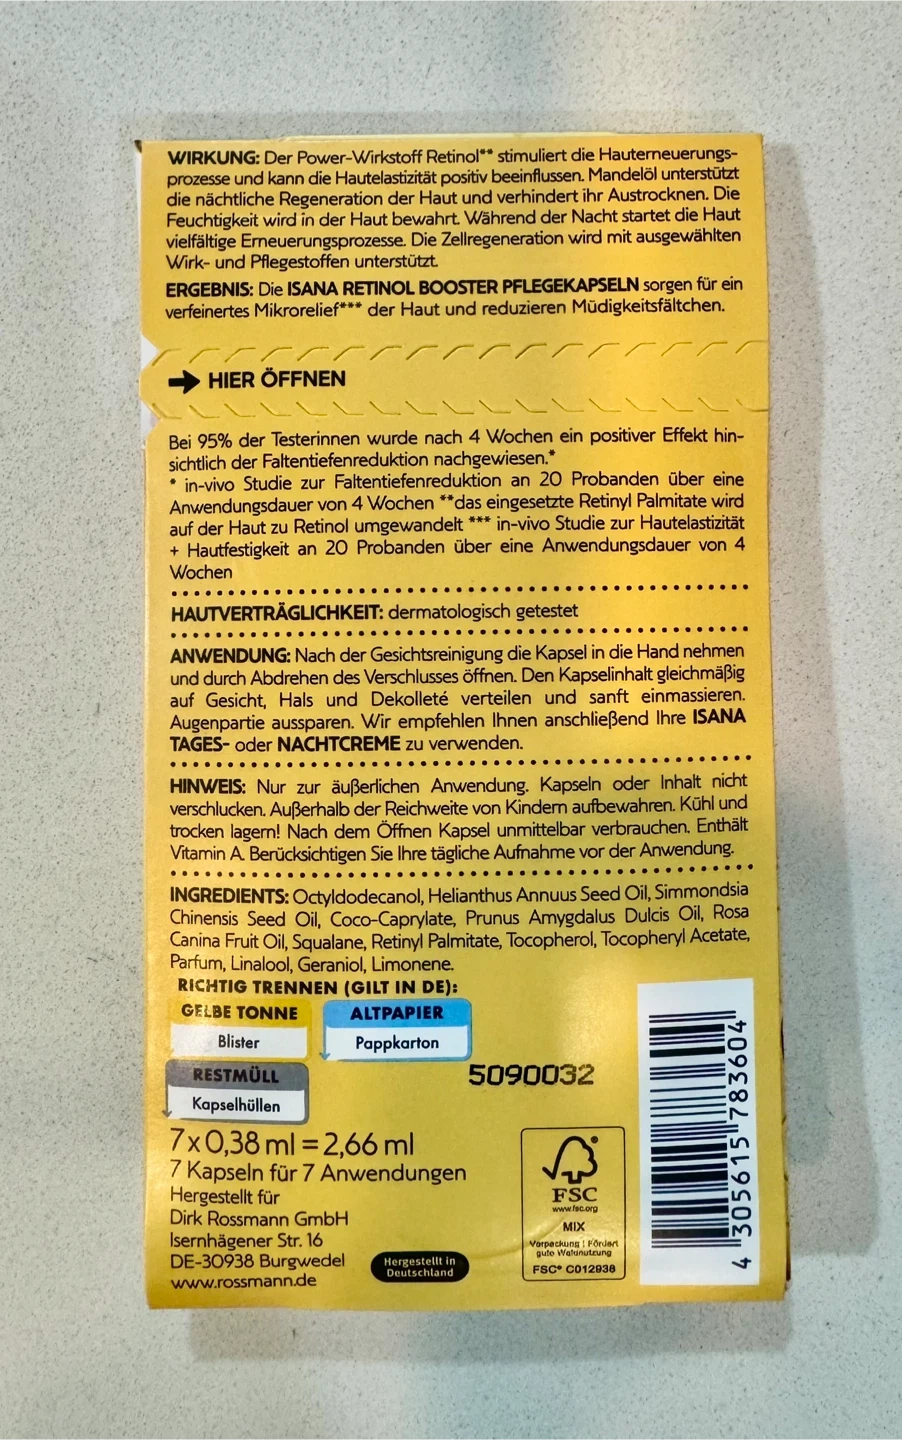 WIRKUNG: Der Power-Wirkstoff Retinol** stimuliert die Hauterneuerungs-
prozesse und kann die Hautelastizität positiv beeinflussen. Mandelöl unterstützt
die nächtliche Regeneration der Haut und verhindert ihr Austrocknen. Die
Feuchtigkeit wird in der Haut bewahrt. Während der Nacht startet die Haut
vielfältige Erneuerungsprozesse. Die Zellregeneration wird mit ausgewählten
Wirk- und Pflegestoffen unterstützt.
ERGEBNIS: Die ISANA RETINOL BOOSTER PFLEGEKAPSELN sorgen für ein
verfeinertes Mikrorelief*** der Haut und reduzieren Müdigkeitsfältchen.
HIER ÖFFNEN
Bei 95% der Testerinnen wurde nach 4 Wochen ein positiver Effekt hin-
sichtlich der Faltentiefenreduktion nachgewiesen.*
* in-vivo Studie zur Faltentiefenreduktion an 20 Probanden über eine
Anwendungsdauer von 4 Wochen **das eingesetzte Retinyl Palmitate wird
auf der Haut zu Retinol umgewandelt *** in-vivo Studie zur Hautelastizität
+ Hautfestigkeit an 20 Probanden über eine Anwendungsdauer von 4
Wochen
HAUTVERTRÄGLICHKEIT: dermatologisch getestet
ANWENDUNG: Nach der Gesichtsreinigung die Kapsel in die Hand nehmen
und durch Abdrehen des Verschlusses öffnen. Den Kapselinhalt gleichmäßig
auf Gesicht, Hals und Dekolleté verteilen und sanft einmassieren.
Augenpartie aussparen. Wir empfehlen Ihnen anschließend Ihre ISANA
TAGES- oder NACHTCREME zu verwenden.
HINWEIS: Nur zur äußerlichen Anwendung. Kapseln oder Inhalt nicht
verschlucken. Außerhalb der Reichweite von Kindern aufbewahren. Kühl und
trocken lagern! Nach dem Öffnen Kapsel unmittelbar verbrauchen. Enthält
Vitamin A. Berücksichtigen Sie Ihre tägliche Aufnahme vor der Anwendung.
INGREDIENTS: Octyldodecanol, Helianthus Annuus Seed Oil, Simmondsia
Chinensis Seed Oil, Coco-Caprylate, Prunus Amygdalus Dulcis Oil, Rosa
Canina Fruit Oil, Squalane, Retinyl Palmitate, Tocopherol, Tocopheryl Acetate,
Parfum, Linalool, Geraniol, Limonene.
RICHTIG TRENNEN (GILT IN DE):
GELBE TONNE
Blister
ALTPAPIER
Pappkarton
RESTMÜLL
Kapselhüllen
5090032
7 x 0,38 ml = 2,66 ml
7 Kapseln für 7 Anwendungen
Hergestellt für
Dirk Rossmann GmbH
Isernhägener Str. 16
DE-30938 Burgwedel
www.rossmann.de
Hergestellt in
Deutschland
FSC
www.fsc.org
MIX
Verpackung | Fördert
gute Waldnutzung
FSC® C012938
4 305615 783604